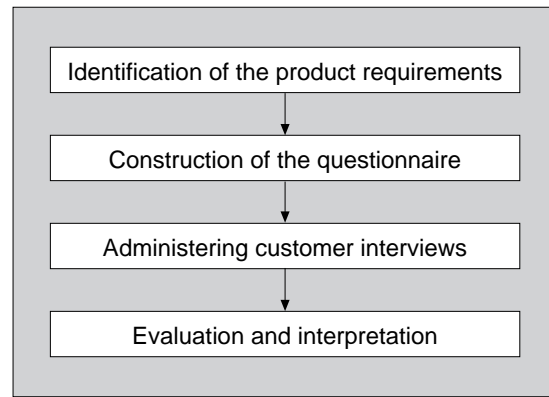 Identification of the product requirements
Construction of the questionnaire
Administering customer interviews
Evaluation and interpretation